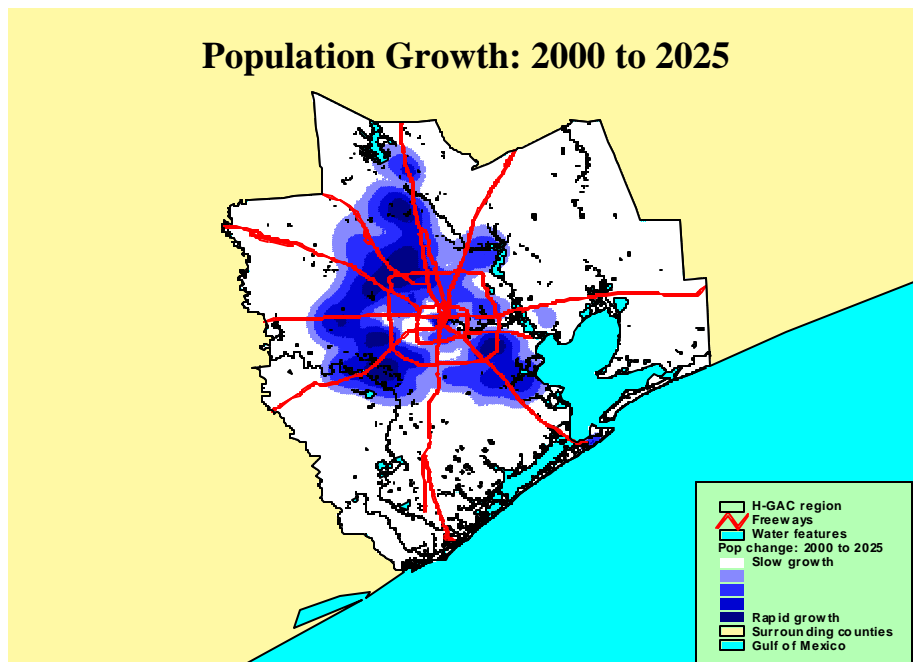 Population Growth: 2000 to 2025
H-GAC region
Freeways
Water features
Pop change: 2000 to 2025
Slow growth
Rapid growth
Surrounding counties
Gulf of Mexico